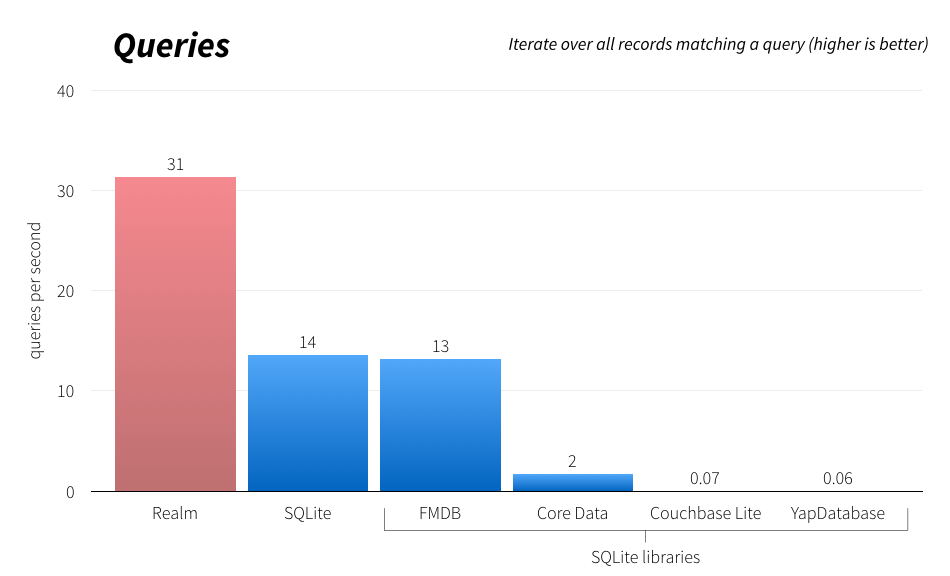 Queries
Iterate over all records matching a query (higher is better)
queries per second
40
30
20
10
0
31
14
13
2
0.07
0.06
Realm
SQLite
FMDB
Core Data
Couchbase Lite
YapDatabase
SQLite libraries